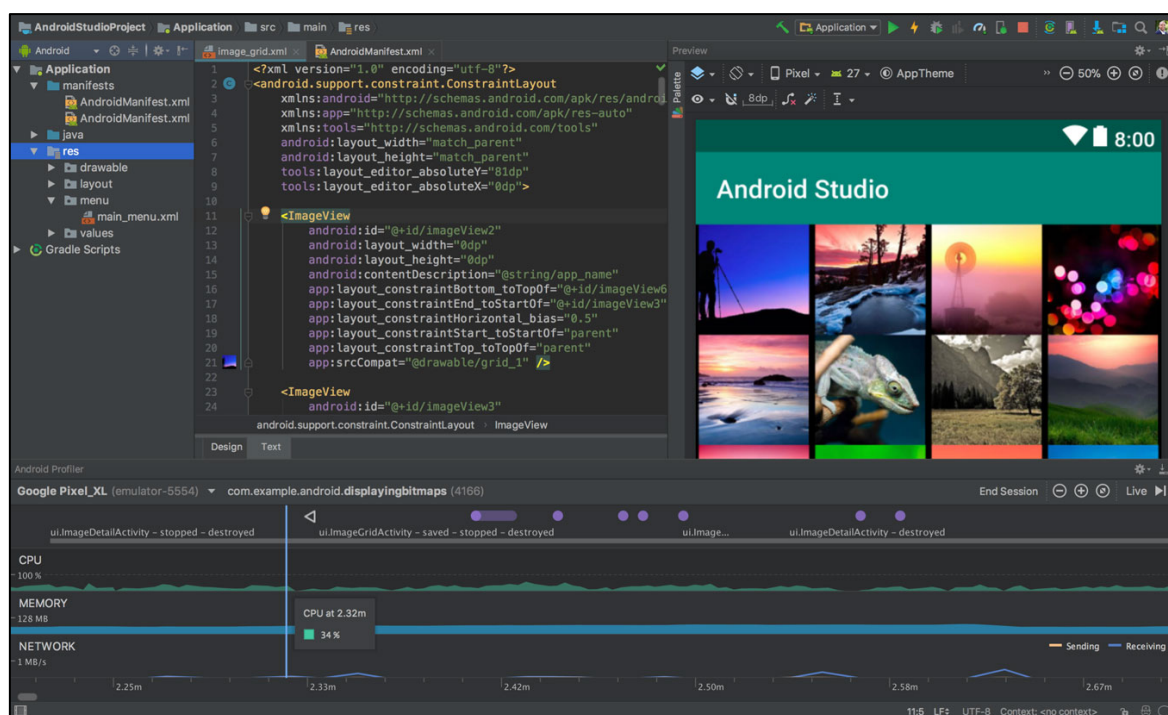 AndroidStudioProject Application src main res
Application
Android
image_grid.xml
AndroidManifest.xml
Preview
Application
manifests
AndroidManifest.xml
AndroidManifest.xml
java
res
drawable
layout
menu
main_menu.xml
values
Gradle Scripts
1 <?xml version="1.0" encoding="utf-8"?>
2 <android.support.constraint.ConstraintLayout
3 xmlns:android="http://schemas.android.com/apk/res/androi
4 xmlns:app="http://schemas.android.com/apk/res-auto"
5 xmlns:tools="http://schemas.android.com/tools"
6 android:layout_width="match_parent"
7 android:layout_height="match_parent"
8 tools:layout_editor_absoluteY="81dp"
9 tools:layout_editor_absoluteX="0dp">
10
11 <ImageView
12 android:id="@+id/imageView2"
13 android:layout_width="0dp"
14 android:layout_height="0dp"
15 android:contentDescription="@string/app_name"
16 app:layout_constraintBottom_toTopOf="@+id/imageView6
17 app:layout_constraintEnd_toStartOf="@+id/imageView3"
18 app:layout_constraintHorizontal_bias="0.5"
19 app:layout_constraintStart_toStartOf="parent"
20 app:layout_constraintTop_toTopOf="parent"
21 app:srcCompat="@drawable/grid_1" />
22
23 <ImageView
24 android:id="@+id/imageView3"
android.support.constraint.ConstraintLayout › ImageView
Design Text
Palette
Pixel 27 AppTheme » 50%
8dp
8:00
Android Studio
Android Profiler
Google Pixel_XL (emulator-5554) com.example.android.displayingbitmaps (4166) End Session Live
ui.ImageDetailActivity – stopped – destroyed
ui.ImageGridActivity – saved – stopped – destroyed
ui.Image...
ui.ImageDetailActivity – destroyed
CPU
100 %
MEMORY
128 MB
CPU at 2.32m
34 %
NETWORK
1 MB/s
Sending Receiving
2.25m 2.33m 2.42m 2.50m 2.58m 2.67m
11:5 LF÷ UTF-8 Context: <no context>